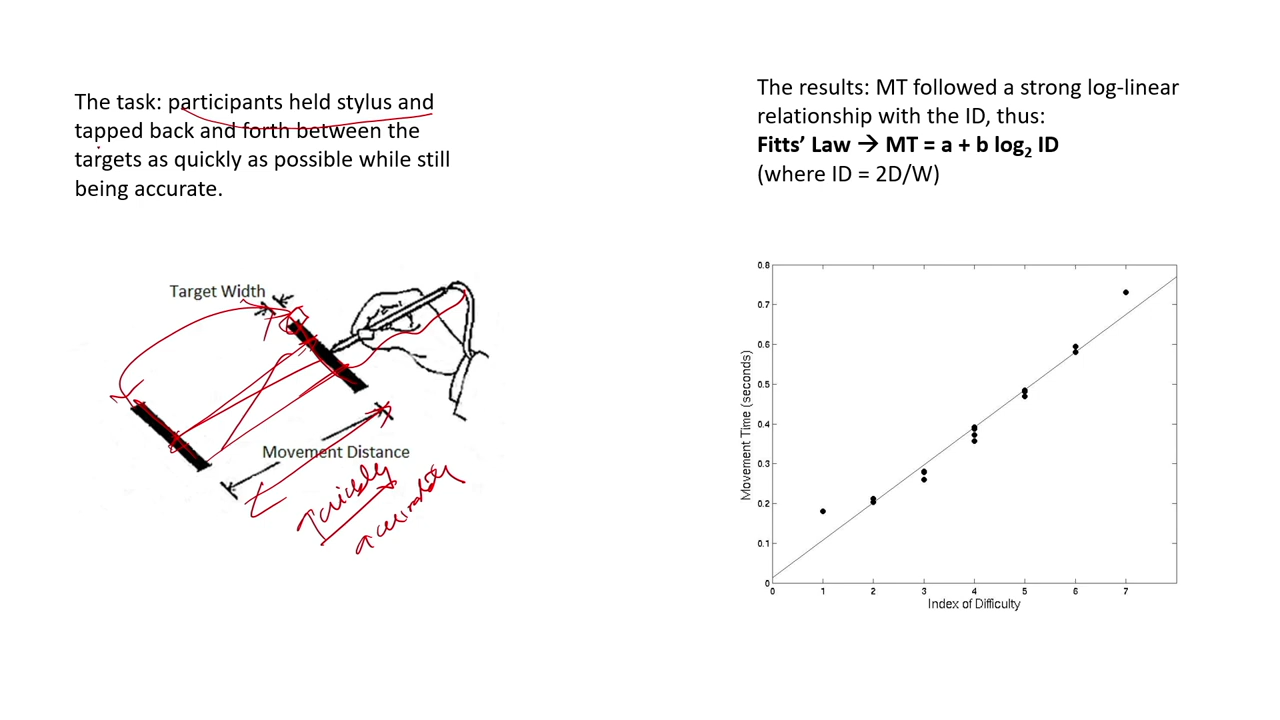 The task: participants held stylus and
tapped back and forth between the
targets as quickly as possible while still
being accurate.
Target Width
Movement Distance
Quickly
accurately
The results: MT followed a strong log-linear
relationship with the ID, thus:
Fitts' Law → MT = a + b log₂ ID
(where ID = 2D/W)
0.8
0.7
0.6
0.5
0.4
0.3
0.2
0.1
0
Movement Time (seconds)
0 1 2 3 4 5 6 7
Index of Difficulty